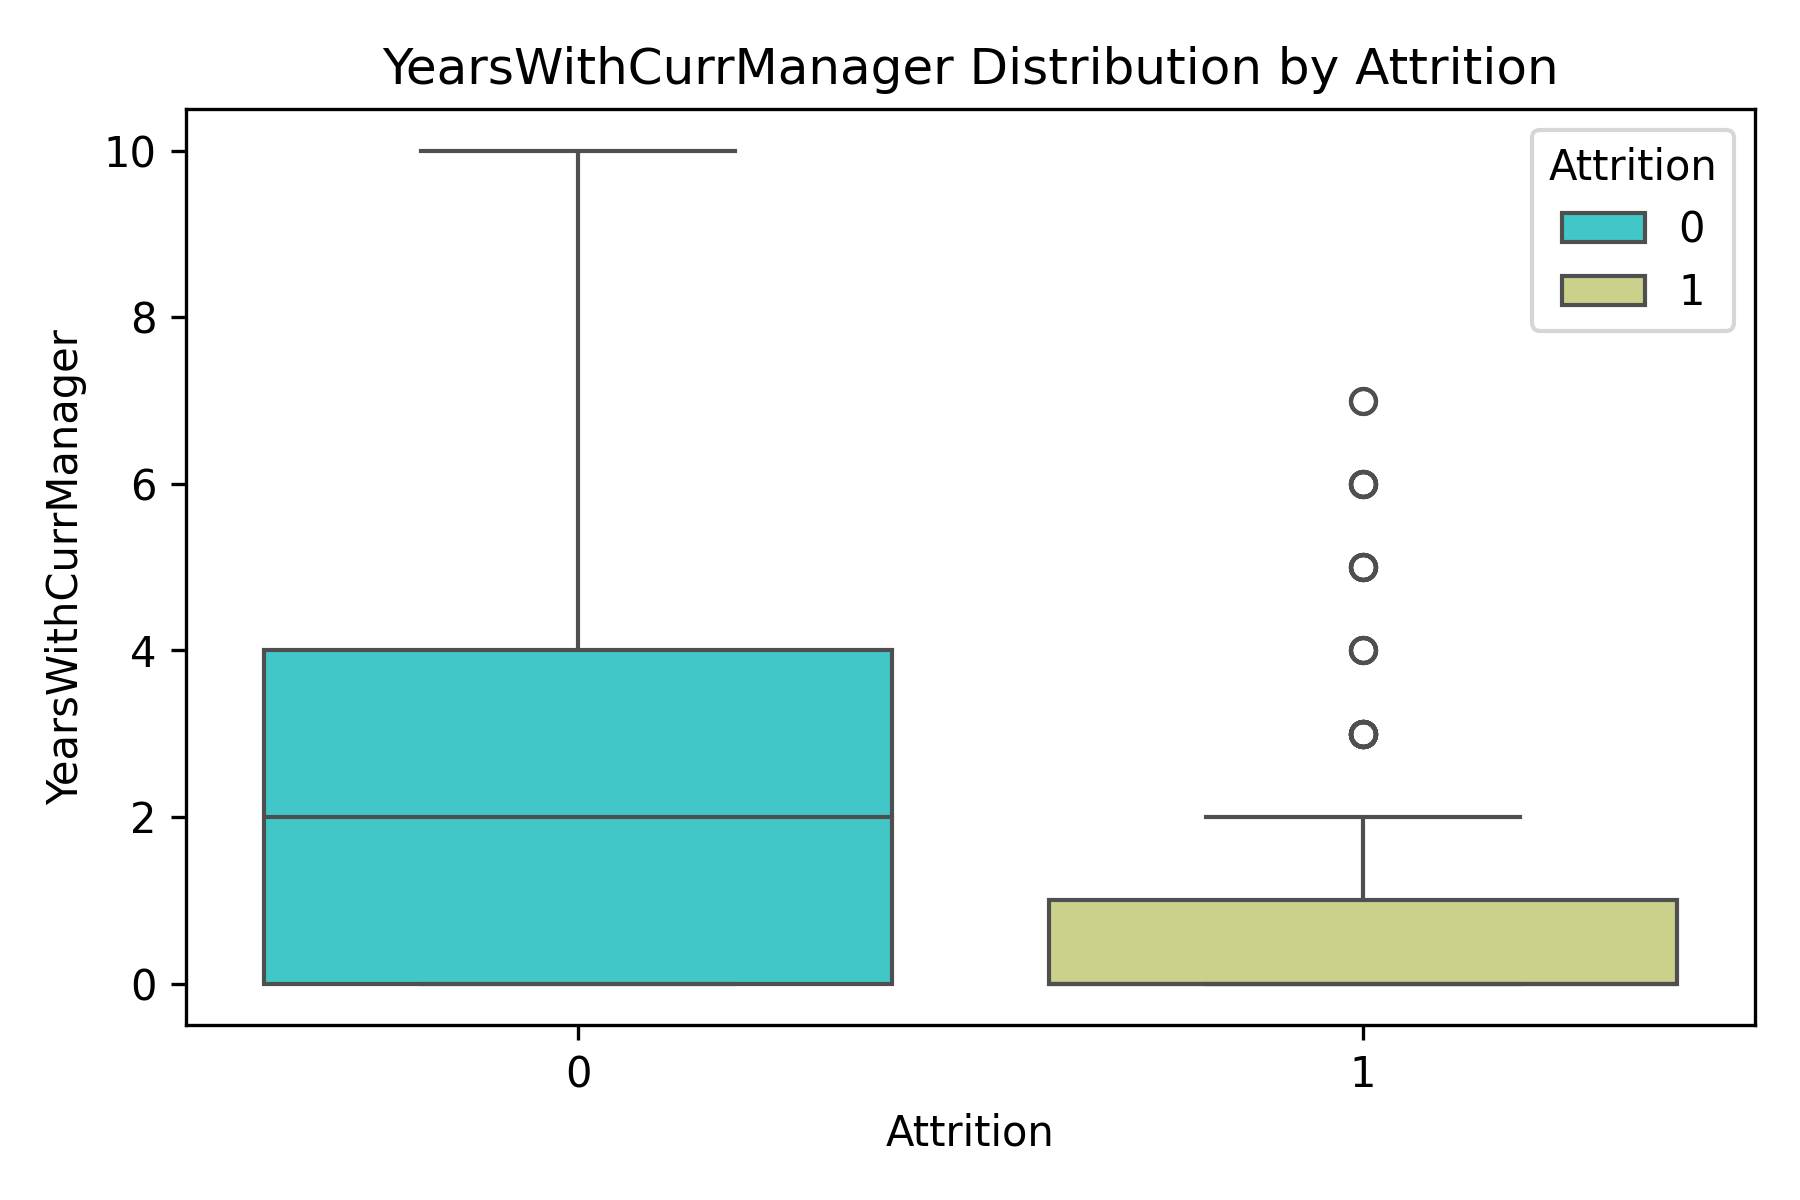 YearsWithCurrManager Distribution by Attrition
Attrition
0
1
YearsWithCurrManager
10
8
6
4
2
0
0 1
Attrition